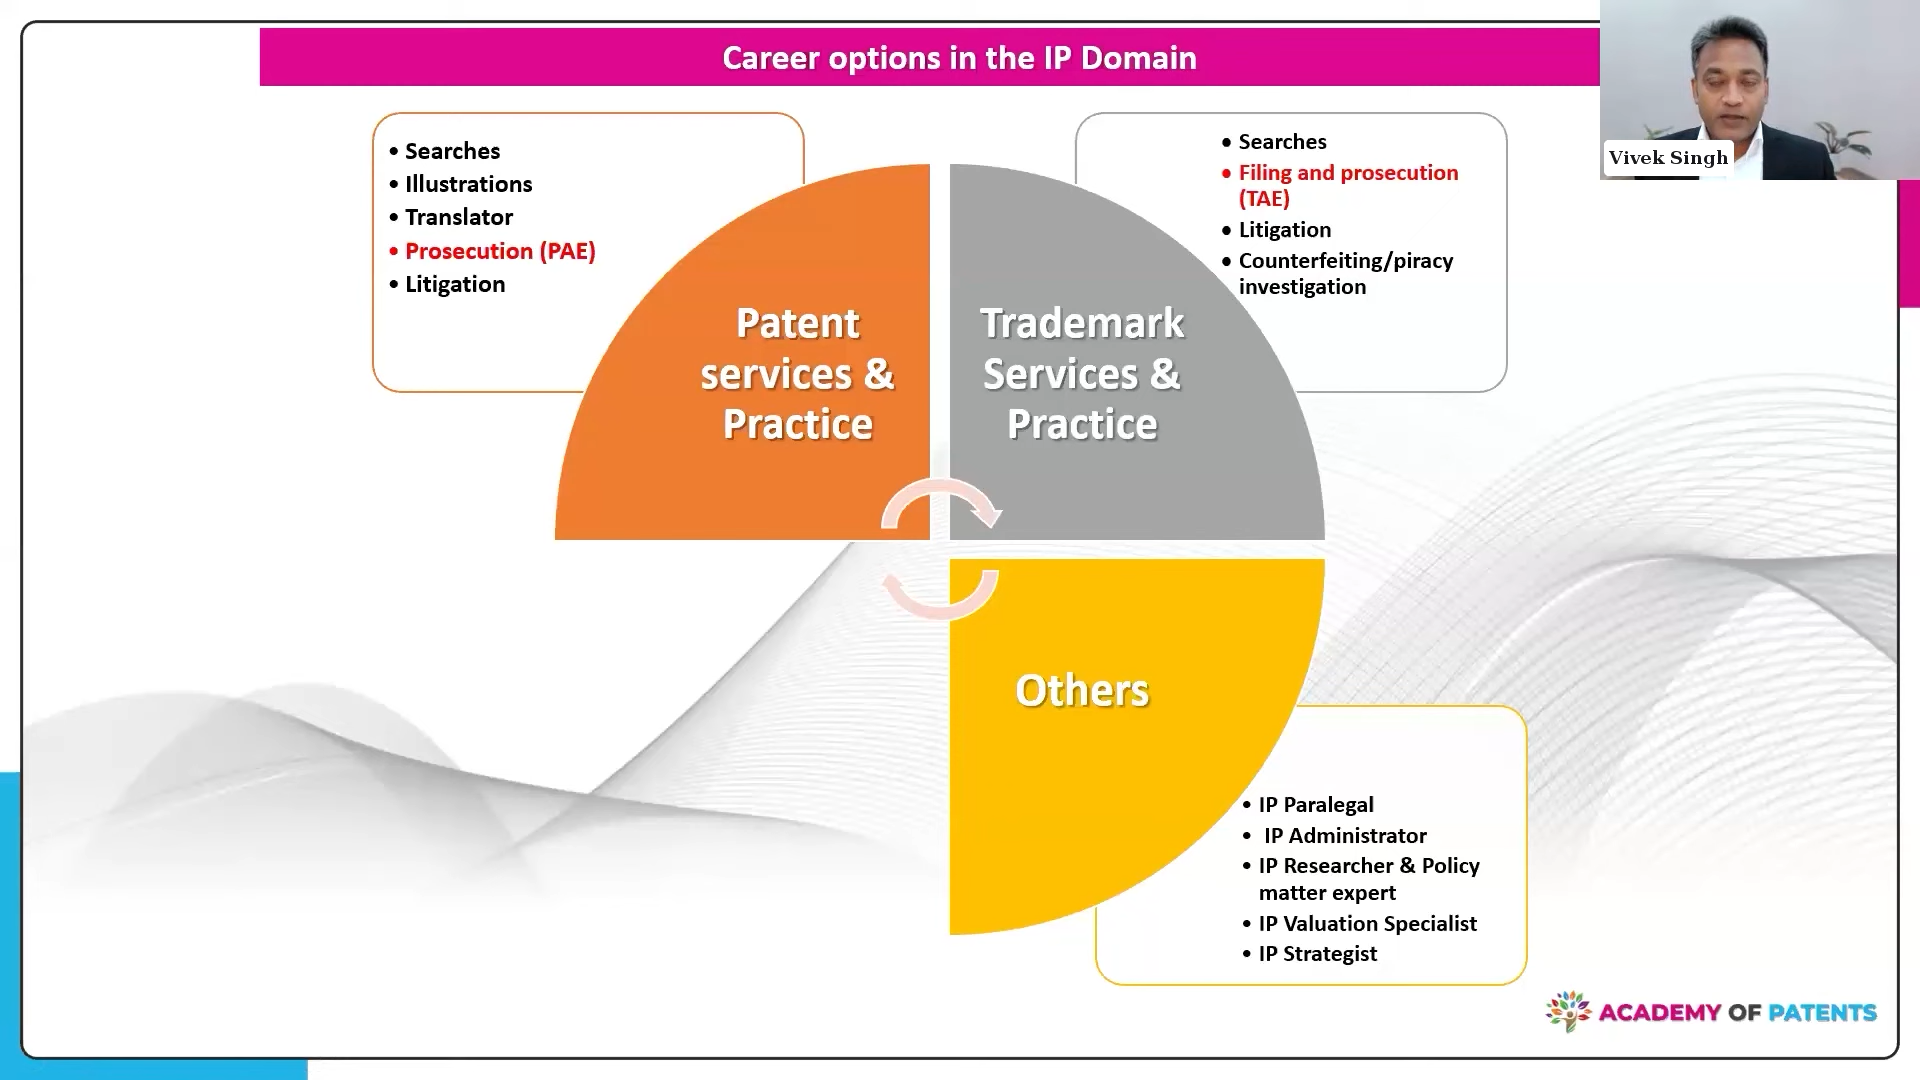 Career options in the IP Domain
Vivek Singh
• Searches
• Illustrations
• Translator
• Prosecution (PAE)
• Litigation
• Searches
• Filing and prosecution
(TAE)
• Litigation
• Counterfeiting/piracy
investigation
Patent
services &
Practice
Trademark
Services &
Practice
Others
• IP Paralegal
• IP Administrator
• IP Researcher & Policy
matter expert
• IP Valuation Specialist
• IP Strategist
ACADEMY OF PATENTS